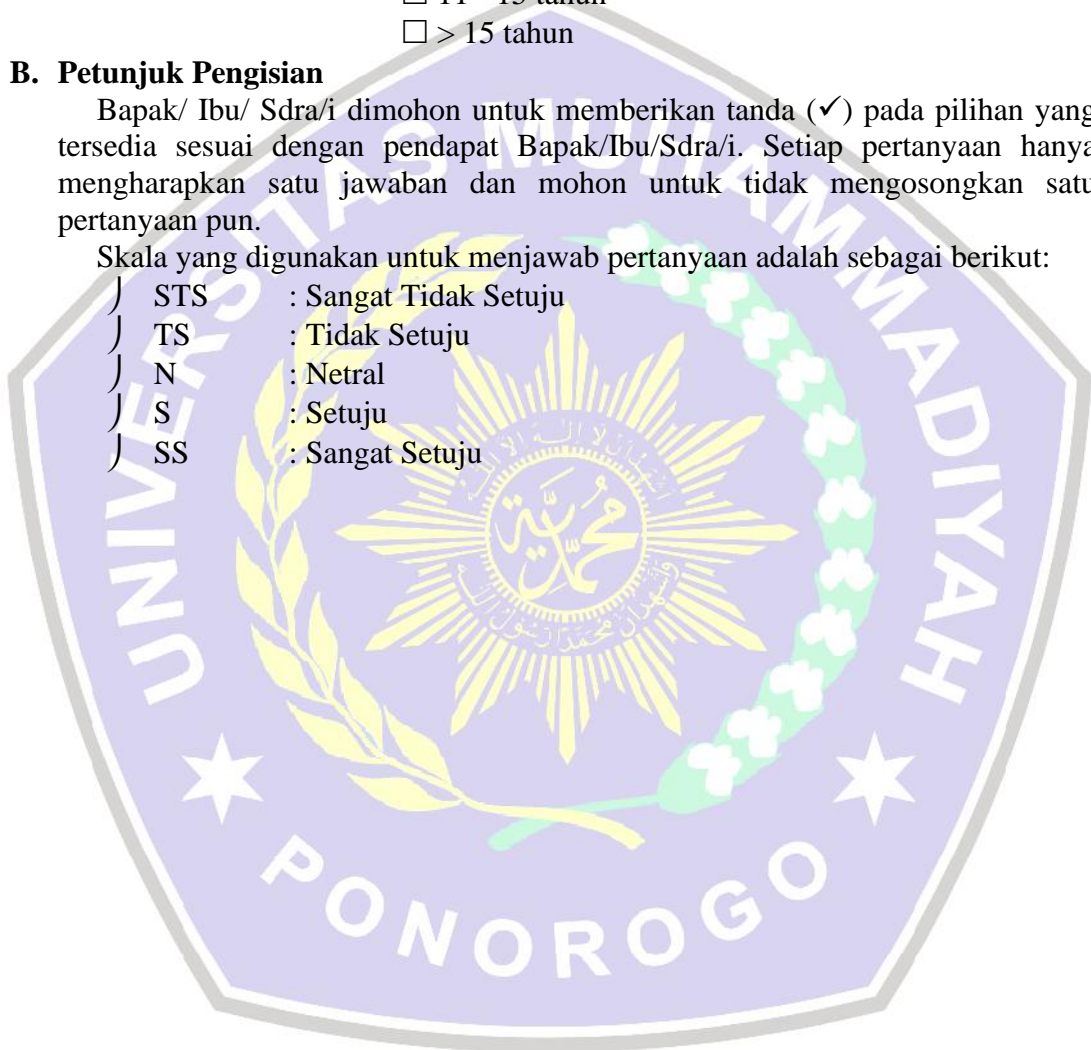 ☐ > 15 tahun
B. Petunjuk Pengisian
Bapak/ Ibu/ Sdra/i dimohon untuk memberikan tanda (✓) pada pilihan yang
tersedia sesuai dengan pendapat Bapak/Ibu/Sdra/i. Setiap pertanyaan hanya
mengharapkan satu jawaban dan mohon untuk tidak mengosongkan satu
pertanyaan pun.
Skala yang digunakan untuk menjawab pertanyaan adalah sebagai berikut:
⎠ STS : Sangat Tidak Setuju
⎠ TS : Tidak Setuju
⎠ N : Netral
⎠ S : Setuju
⎠ SS : Sangat Setuju
UNIVERSITAS MUHAMMADIYAH
محمدية
PONOROGO